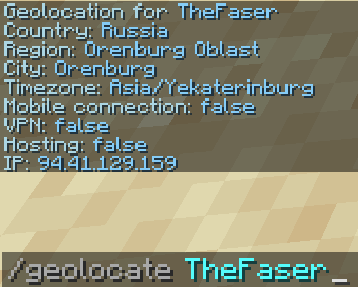 Geolocation for TheFaser
Country: Russia
Region: Orenburg Oblast
City: Orenburg
Timezone: Asia/Yekaterinburg
Mobile connection: false
VPN: false
Hosting: false
IP: 94.41.129.159
/geolocate TheFaser_